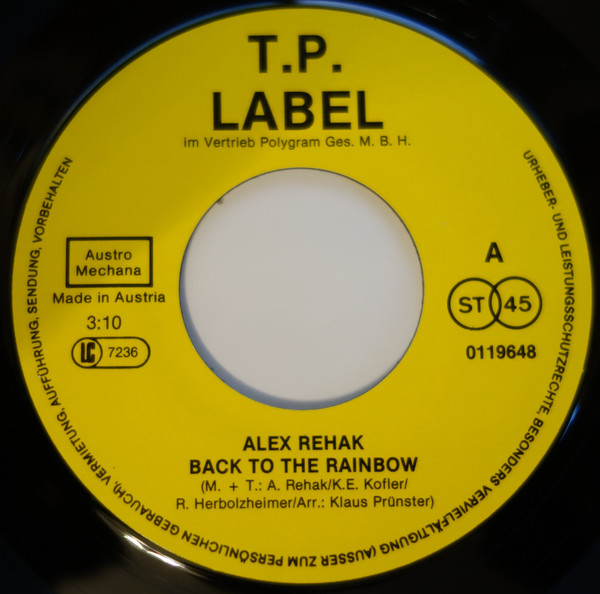 T.P.
LABEL
im Vertrieb Polygram Ges. M. B. H.
Austro
Mechana
Made in Austria
3:10
LC 7236
A
ST 45
0119648
ALEX REHAK
BACK TO THE RAINBOW
(M. + T.: A. Rehak/K.E. Kofler/
R. Herbolzheimer/Arr.: Klaus Prünster)
URHEBER- UND LEISTUNGSSCHUTZRECHTE, BESONDERS VERVIELFÄLTIGUNG (AUSSER ZUM PERSÖNLICHEN GEBRAUCH), VERMIETUNG, AUFFÜHRUNG, SENDUNG, VORBEHALTEN